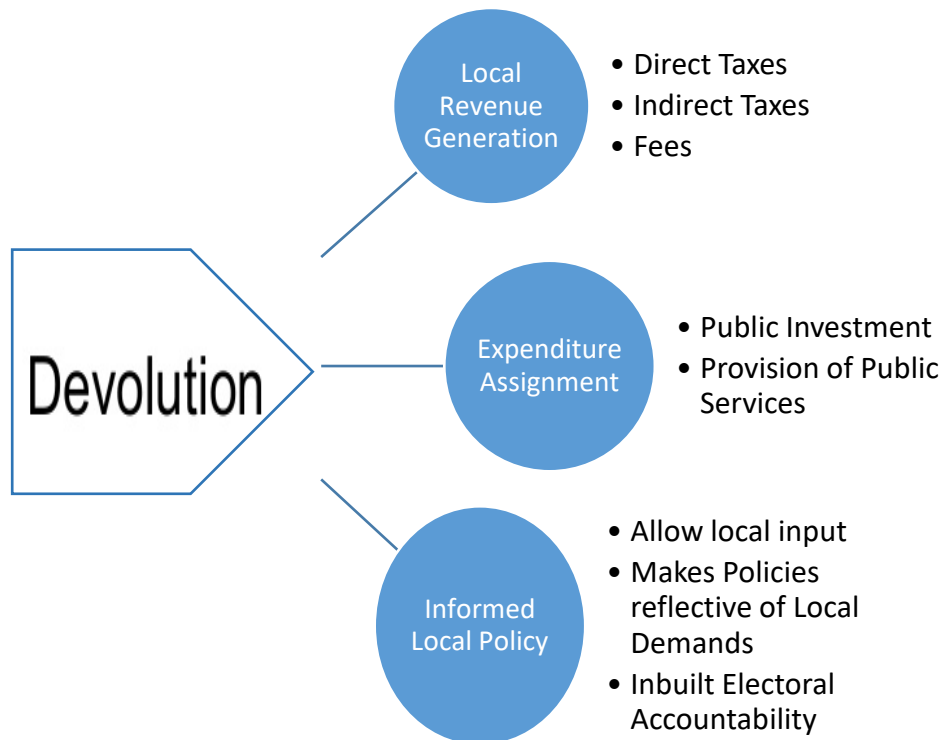 Local
Revenue
Generation
• Direct Taxes
• Indirect Taxes
• Fees
Devolution
Expenditure
Assignment
• Public Investment
• Provision of Public
Services
Informed
Local Policy
• Allow local input
• Makes Policies
reflective of Local
Demands
• Inbuilt Electoral
Accountability